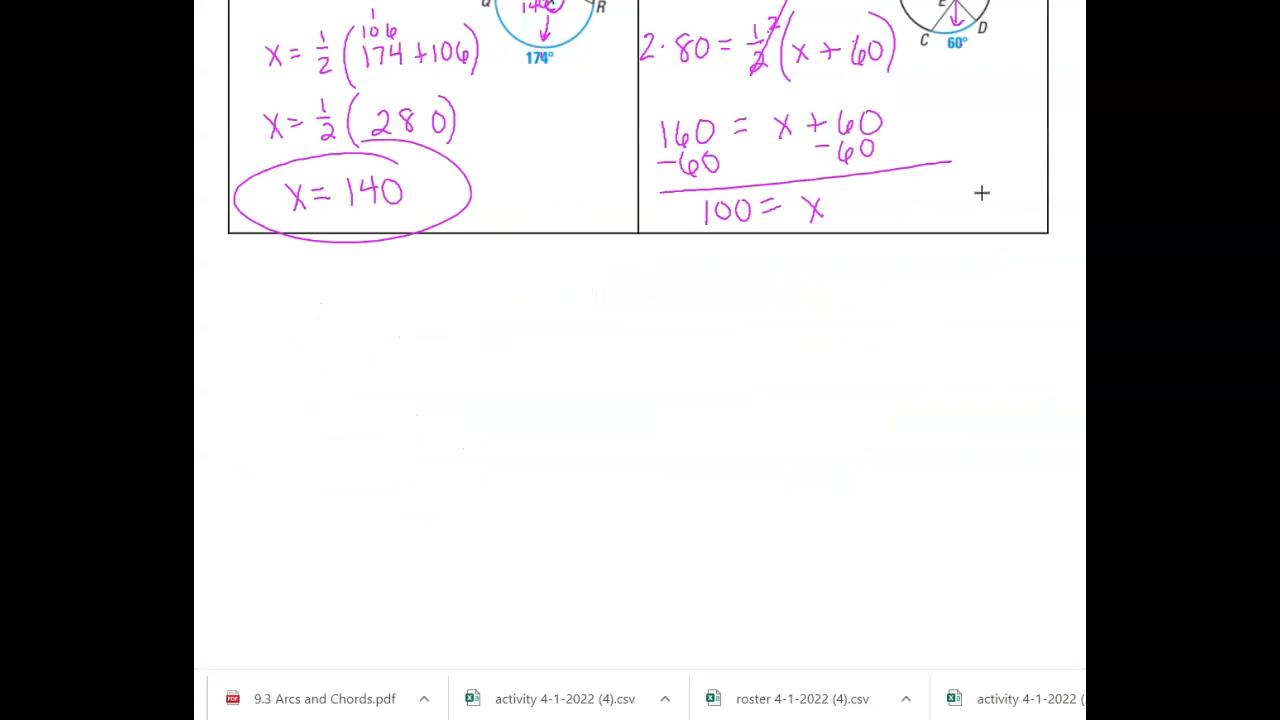 Q 140 R
174°
106
1
x = 1/2 (174 + 106)
x = 1/2 (280)
x = 140
E
C D
60°
2 · 80 = 1/2 · 2 (x + 60)
160 = x + 60
-60 -60
100 = x
9.3 Arcs and Chords.pdf
activity 4-1-2022 (4).csv
roster 4-1-2022 (4).csv
activity 4-1-2022 (